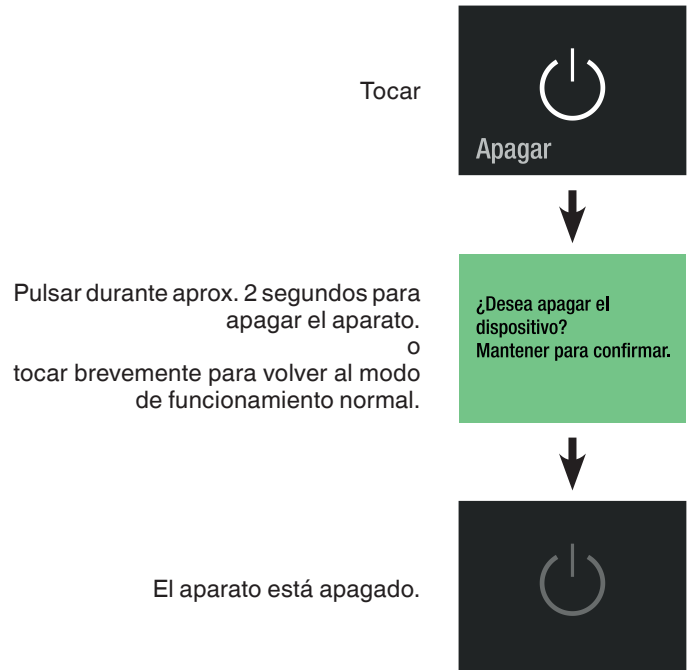 Tocar
Apagar
Pulsar durante aprox. 2 segundos para
apagar el aparato.
o
tocar brevemente para volver al modo
de funcionamiento normal.
¿Desea apagar el
dispositivo?
Mantener para confirmar.
El aparato está apagado.